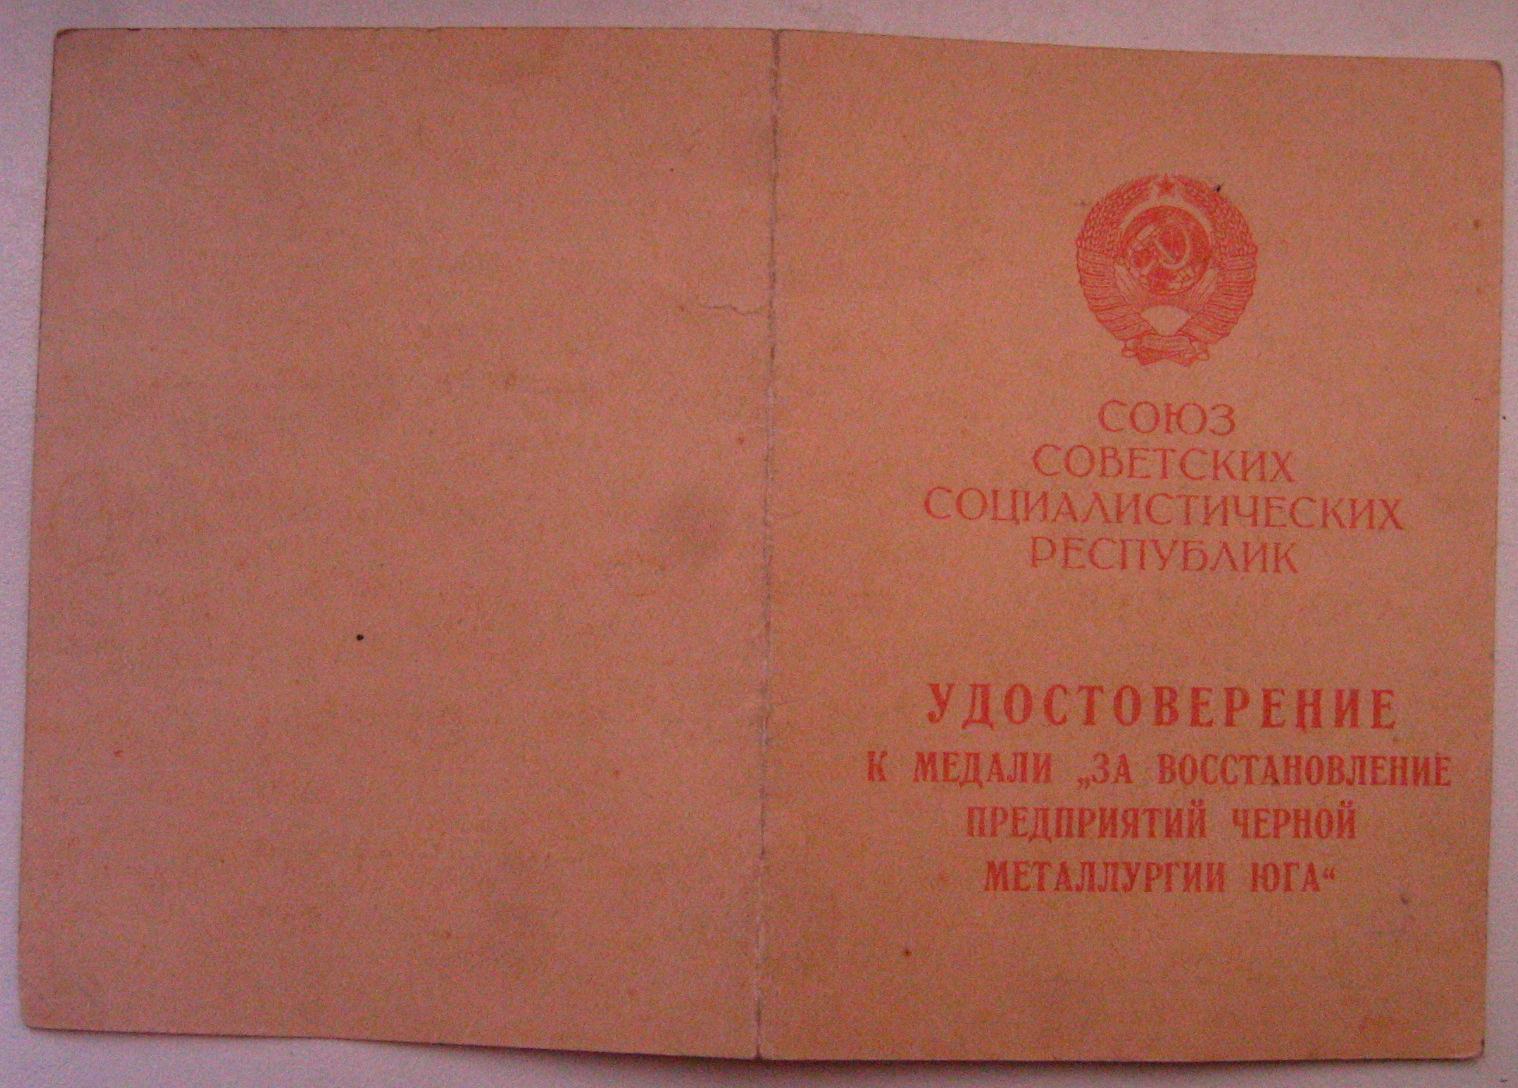 СОЮЗ
СОВЕТСКИХ
СОЦИАЛИСТИЧЕСКИХ
РЕСПУБЛИК
УДОСТОВЕРЕНИЕ
К МЕДАЛИ „ЗА ВОССТАНОВЛЕНИЕ
ПРЕДПРИЯТИЙ ЧЕРНОЙ
МЕТАЛЛУРГИИ ЮГА“